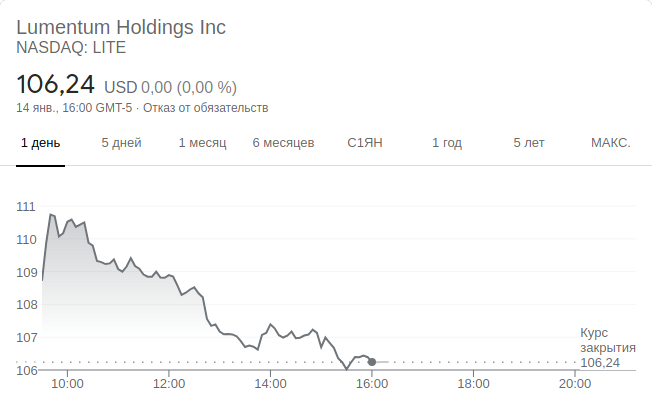 Lumentum Holdings Inc
NASDAQ: LITE
106,24 USD 0,00 (0,00 %)
14 янв., 16:00 GMT-5 · Отказ от обязательств
1 день 5 дней 1 месяц 6 месяцев С1ЯН 1 год 5 лет МАКС.
111
110
109
108
107
106
Курс
закрытия
106,24
10:00 12:00 14:00 16:00 18:00 20:00